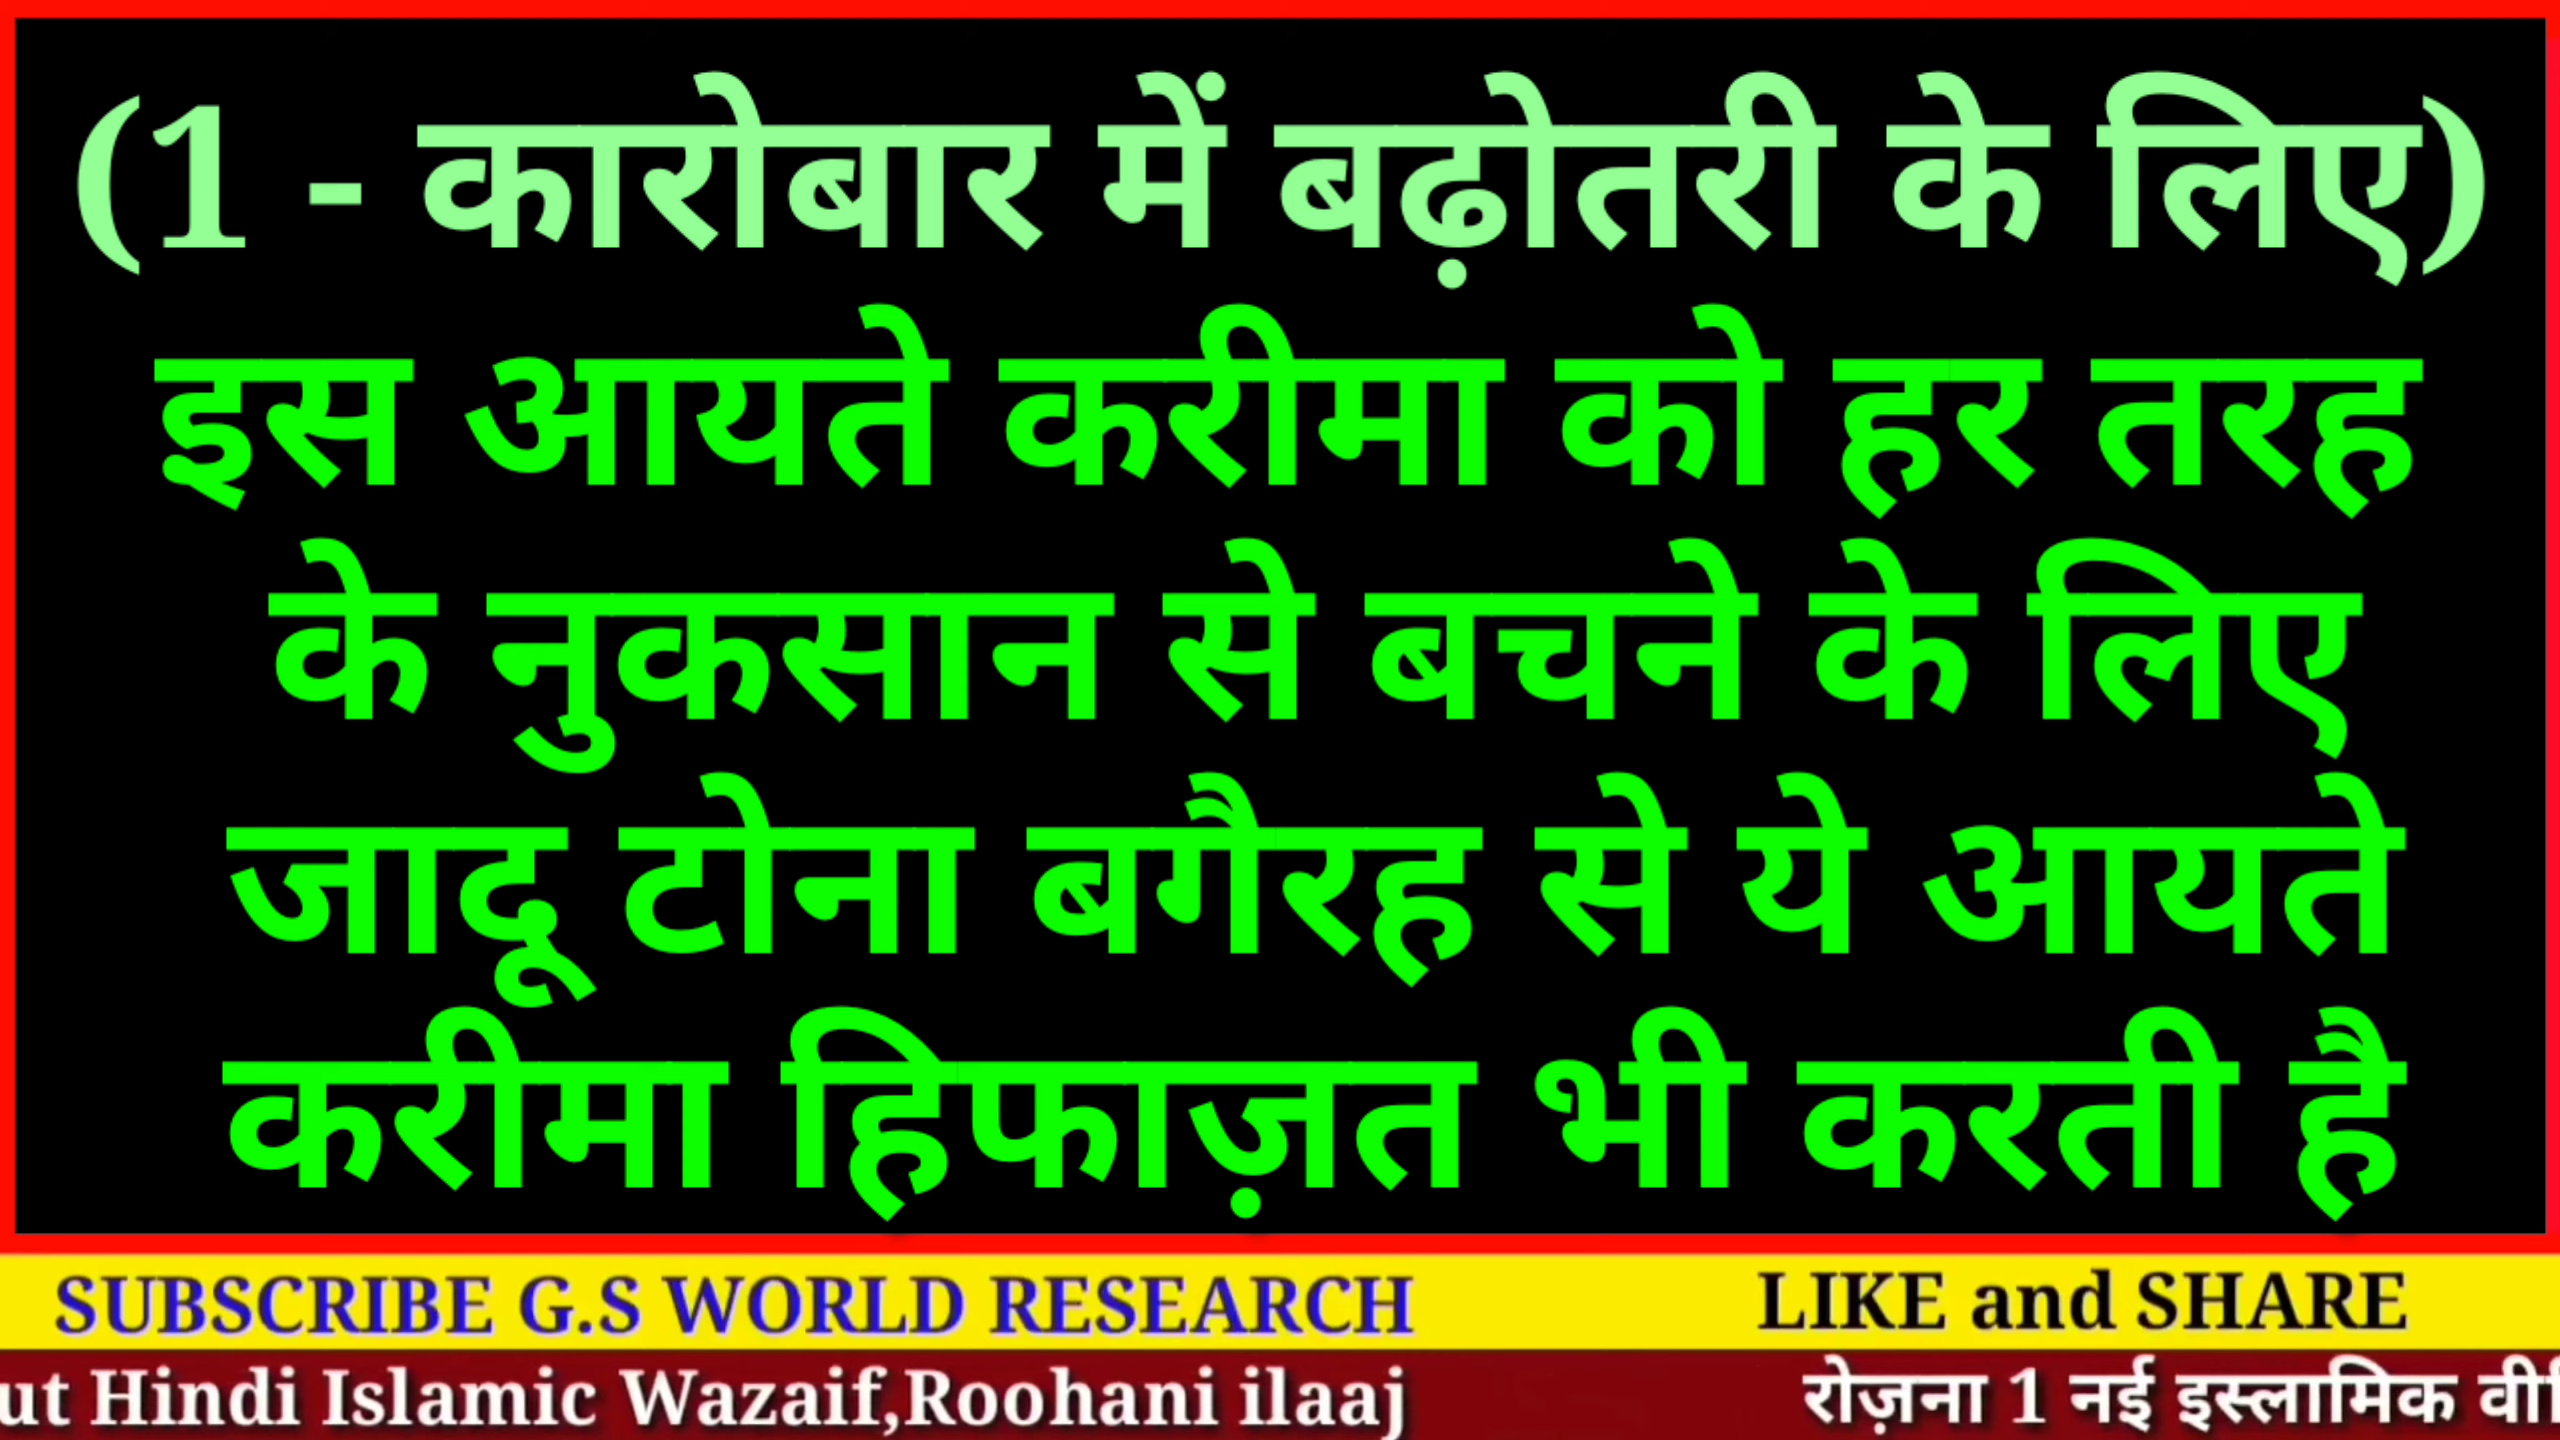 (1 - कारोबार में बढ़ोतरी के लिए)
इस आयते करीमा को हर तरह
के नुकसान से बचने के लिए
जादू टोना बगैरह से ये आयते
करीमा हिफाज़त भी करती है
SUBSCRIBE G.S WORLD RESEARCH LIKE and SHARE
ut Hindi Islamic Wazaif,Roohani ilaaj रोज़ना 1 नई इस्लामिक